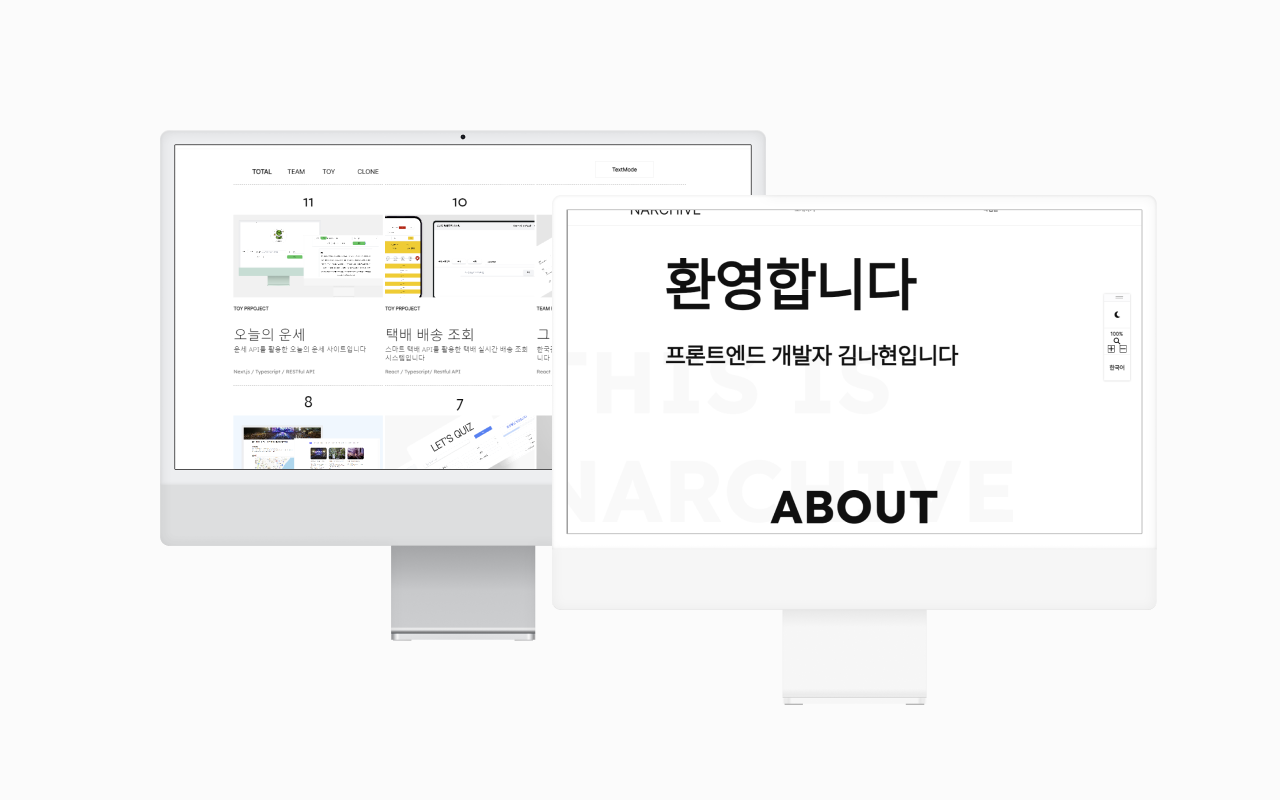 TOTAL TEAM TOY CLONE
TextMode
11
10
TOY PRPOJECT
오늘의 운세
운세 API를 활용한 오늘의 운세 사이트입니다
Next.js / Typescript / RESTful API
TOY PRPOJECT
택배 배송 조회
스마트 택배 API를 활용한 택배 실시간 배송 조회
시스템입니다
React / Typescript/ Restful API
TEAM
그
한국
니다
React
8
7
LET'S QUIZ
NARCHIVE
환영합니다
프론트엔드 개발자 김나현입니다
THIS IS
NARCHIVE
ABOUT
100%
한국어